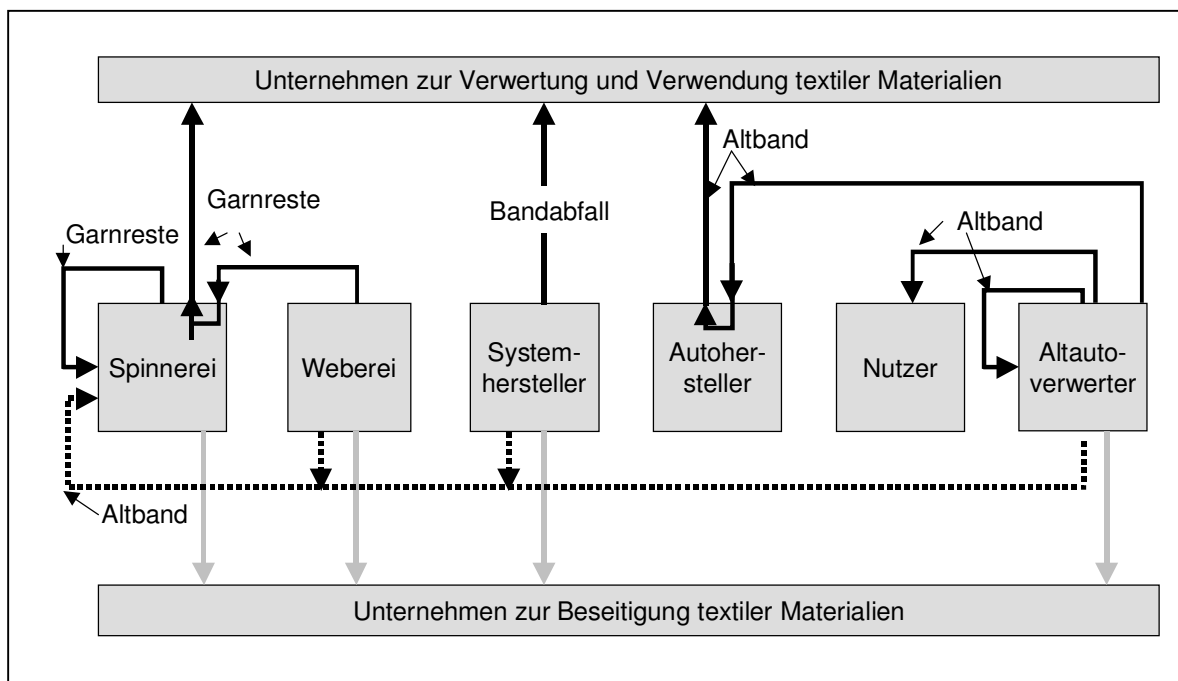 Unternehmen zur Verwertung und Verwendung textiler Materialien
Altband
Garnreste
Bandabfall
Altband
Garnreste
Spinnerei
Weberei
System-
hersteller
Autoher-
steller
Nutzer
Altauto-
verwerter
Altband
Unternehmen zur Beseitigung textiler Materialien